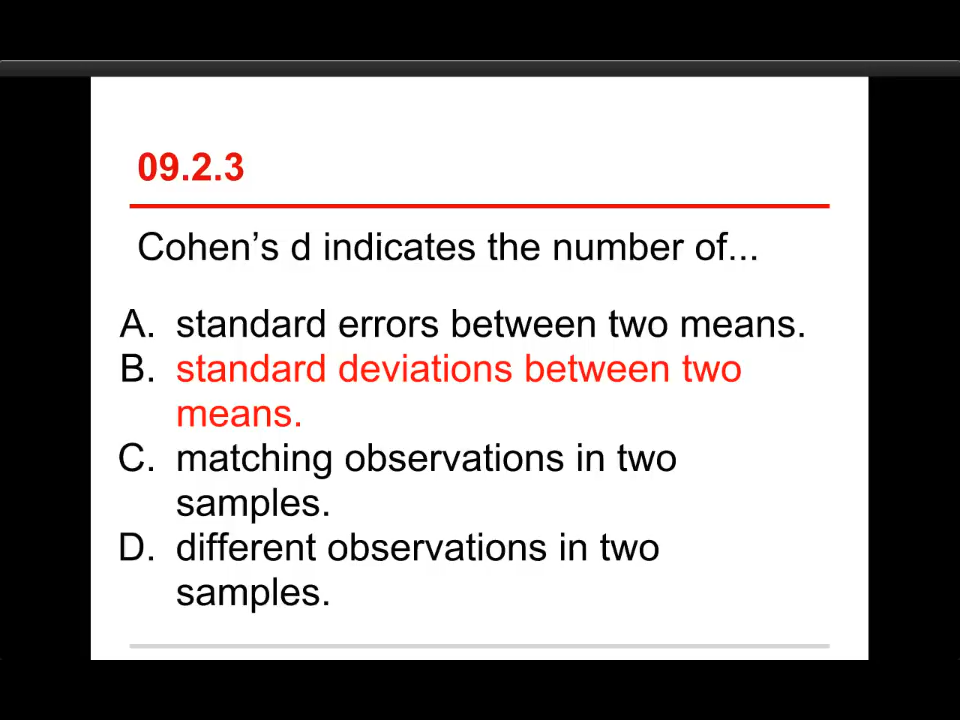 09.2.3
Cohen’s d indicates the number of...
A. standard errors between two means.
B. standard deviations between two
means.
C. matching observations in two
samples.
D. different observations in two
samples.